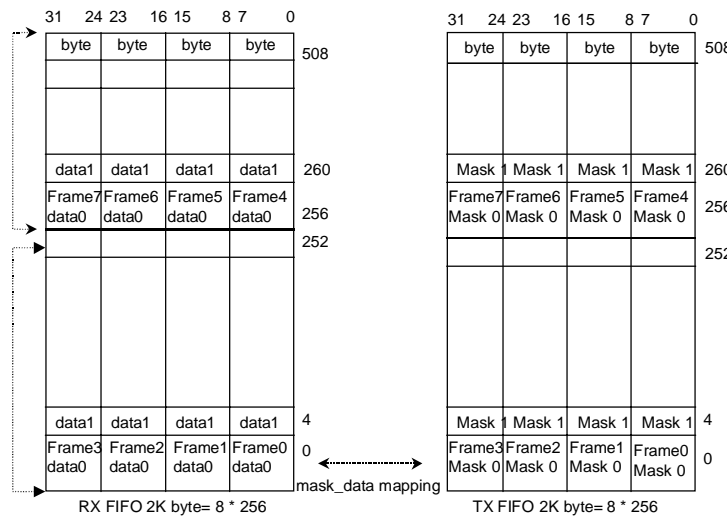 31 24 23 16 15 8 7 0
byte byte byte byte
508
data1 data1 data1 data1
260
Frame7 Frame6 Frame5 Frame4
data0 data0 data0 data0
256
252
data1 data1 data1 data1
4
Frame3 Frame2 Frame1 Frame0
data0 data0 data0 data0
0
RX FIFO 2K byte= 8 * 256
mask_data mapping
31 24 23 16 15 8 7 0
byte byte byte byte
508
Mask 1 Mask 1 Mask 1 Mask 1
260
Frame7 Frame6 Frame5 Frame4
Mask 0 Mask 0 Mask 0 Mask 0
256
252
Mask 1 Mask 1 Mask 1 Mask 1
4
Frame3 Frame2 Frame1 Frame0
Mask 0 Mask 0 Mask 0 Mask 0
0
TX FIFO 2K byte= 8 * 256